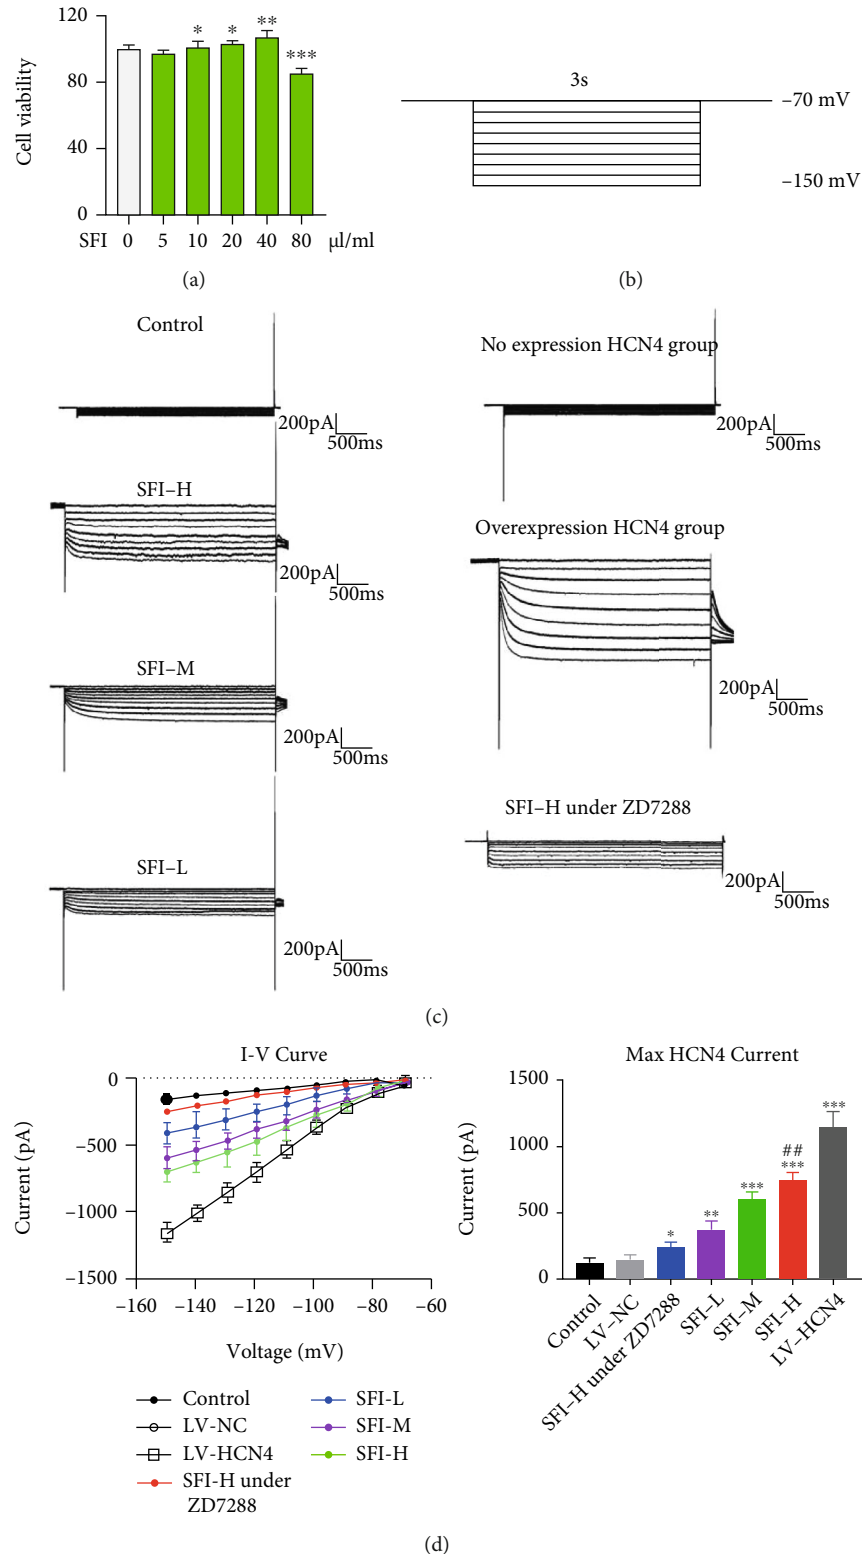 120
80
40
0
Cell viability
*
*
**
***
SFI 0 5 10 20 40 80 μl/ml
(a)
3s
–70 mV
–150 mV
(b)
Control
200pA
500ms
SFI–H
200pA
500ms
SFI–M
200pA
500ms
SFI–L
200pA
500ms
No expression HCN4 group
200pA
500ms
Overexpression HCN4 group
200pA
500ms
SFI–H under ZD7288
200pA
500ms
(c)
I-V Curve
0
–500
–1000
–1500
Current (pA)
–160 –140 –120 –100 –80 –60
Voltage (mV)
Control
LV-NC
LV-HCN4
SFI-H under
ZD7288
SFI-L
SFI-M
SFI-H
Max HCN4 Current
1500
1000
500
0
Current (pA)
*
**
***
##
***
***
Control
LV–NC
SFI–H under ZD7288
SFI–L
SFI–M
SFI–H
LV–HCN4
(d)